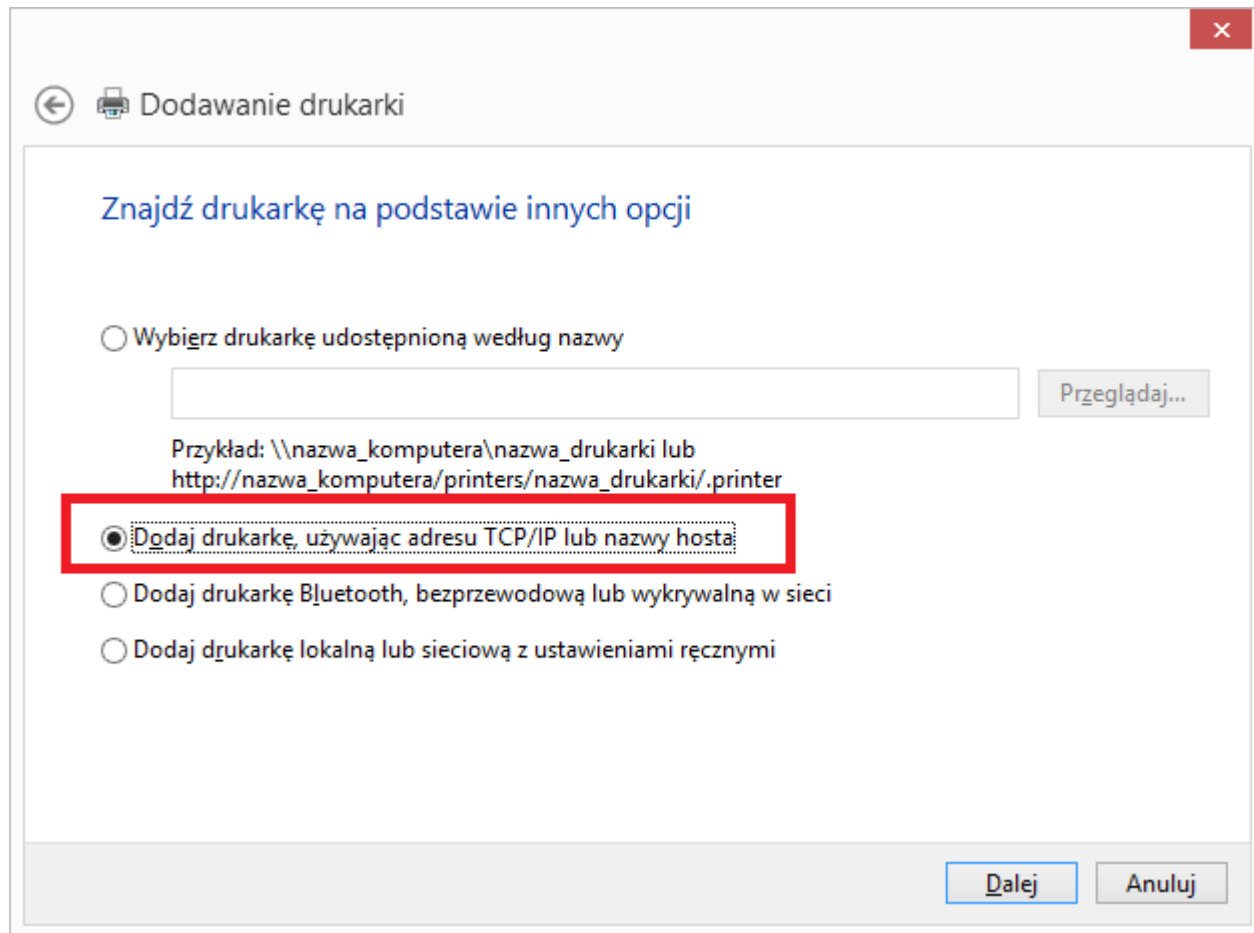 Dodawanie drukarki
Znajdź drukarkę na podstawie innych opcji
Wybierz drukarkę udostępnioną według nazwy
Przeglądaj...
Przykład: \\nazwa_komputera\nazwa_drukarki lub
http://nazwa_komputera/printers/nazwa_drukarki/.printer
Dodaj drukarkę, używając adresu TCP/IP lub nazwy hosta
Dodaj drukarkę Bluetooth, bezprzewodową lub wykrywalną w sieci
Dodaj drukarkę lokalną lub sieciową z ustawieniami ręcznymi
Dalej
Anuluj